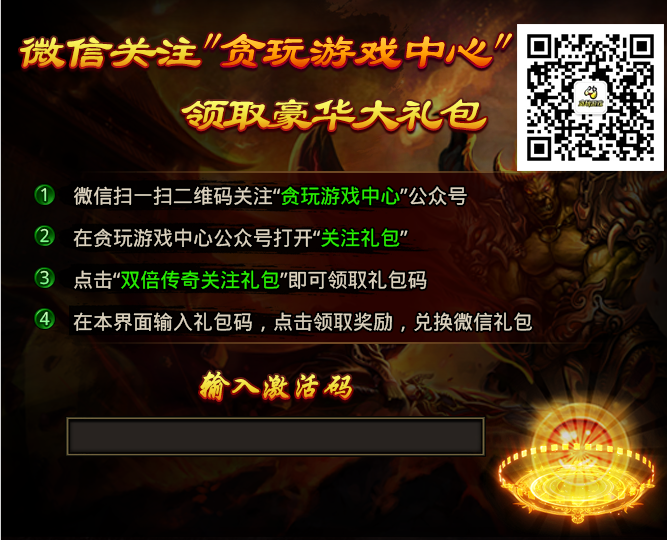 微信关注"贪玩游戏中心"
领取豪华大礼包
1 微信扫一扫二维码关注“贪玩游戏中心”公众号
2 在贪玩游戏中心公众号打开“关注礼包”
3 点击“双倍传奇关注礼包”即可领取礼包码
4 在本界面输入礼包码，点击领取奖励，兑换微信礼包
输入激活码